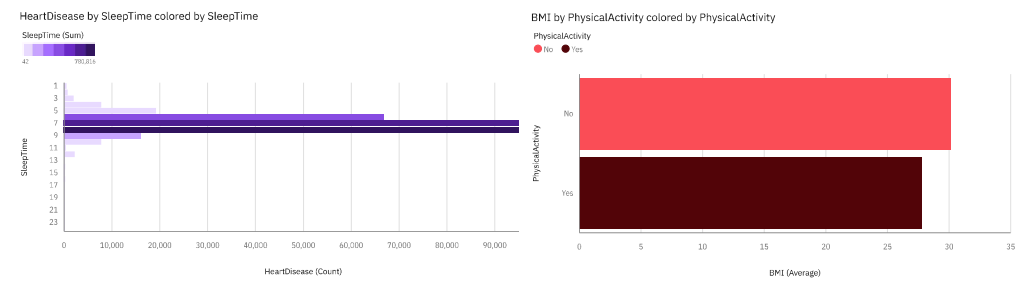 HeartDisease by SleepTime colored by SleepTime
SleepTime (Sum)
42 780,816
1
3
5
7
9
11
13
15
17
19
21
23
SleepTime
0 10,000 20,000 30,000 40,000 50,000 60,000 70,000 80,000 90,000
HeartDisease (Count)
BMI by PhysicalActivity colored by PhysicalActivity
PhysicalActivity
No Yes
No
Yes
PhysicalActivity
0 5 10 15 20 25 30 35
BMI (Average)